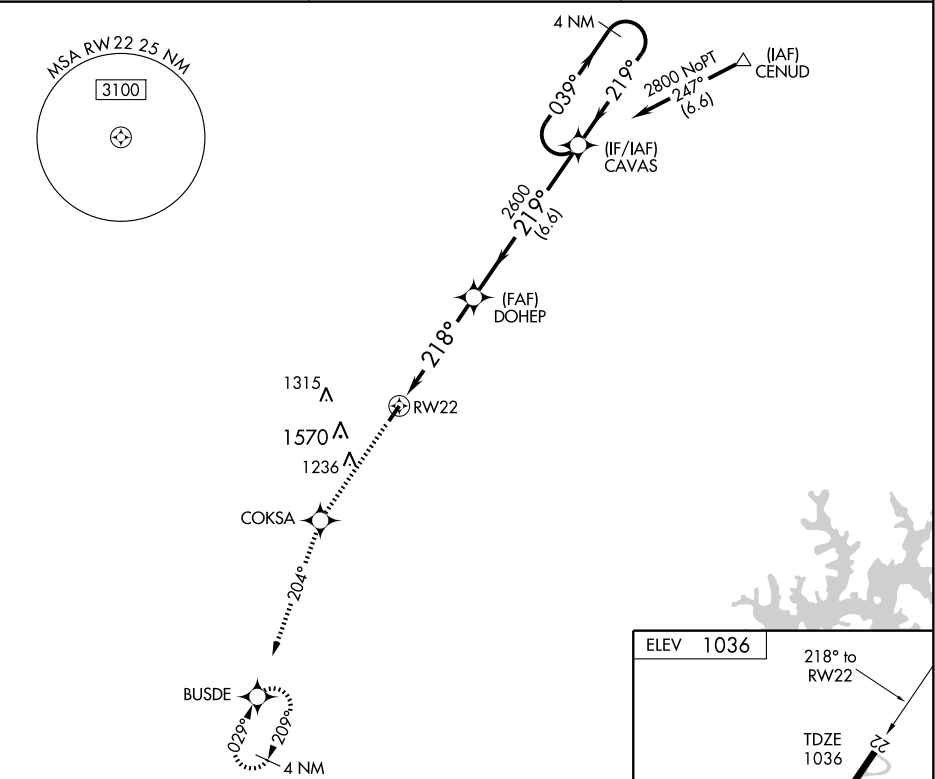 MSA RW22 25 NM
3100
4 NM
039°
219°
2800 NoPT
247°
(6.6)
(IAF)
CENUD
(IF/IAF)
CAVAS
2600
219°
(6.6)
(FAF)
DOHEP
218°
1315
1570
1236
RW22
COKSA
204°
BUSDE
029°
209°
4 NM
ELEV 1036
218° to
RW22
TDZE
1036
22